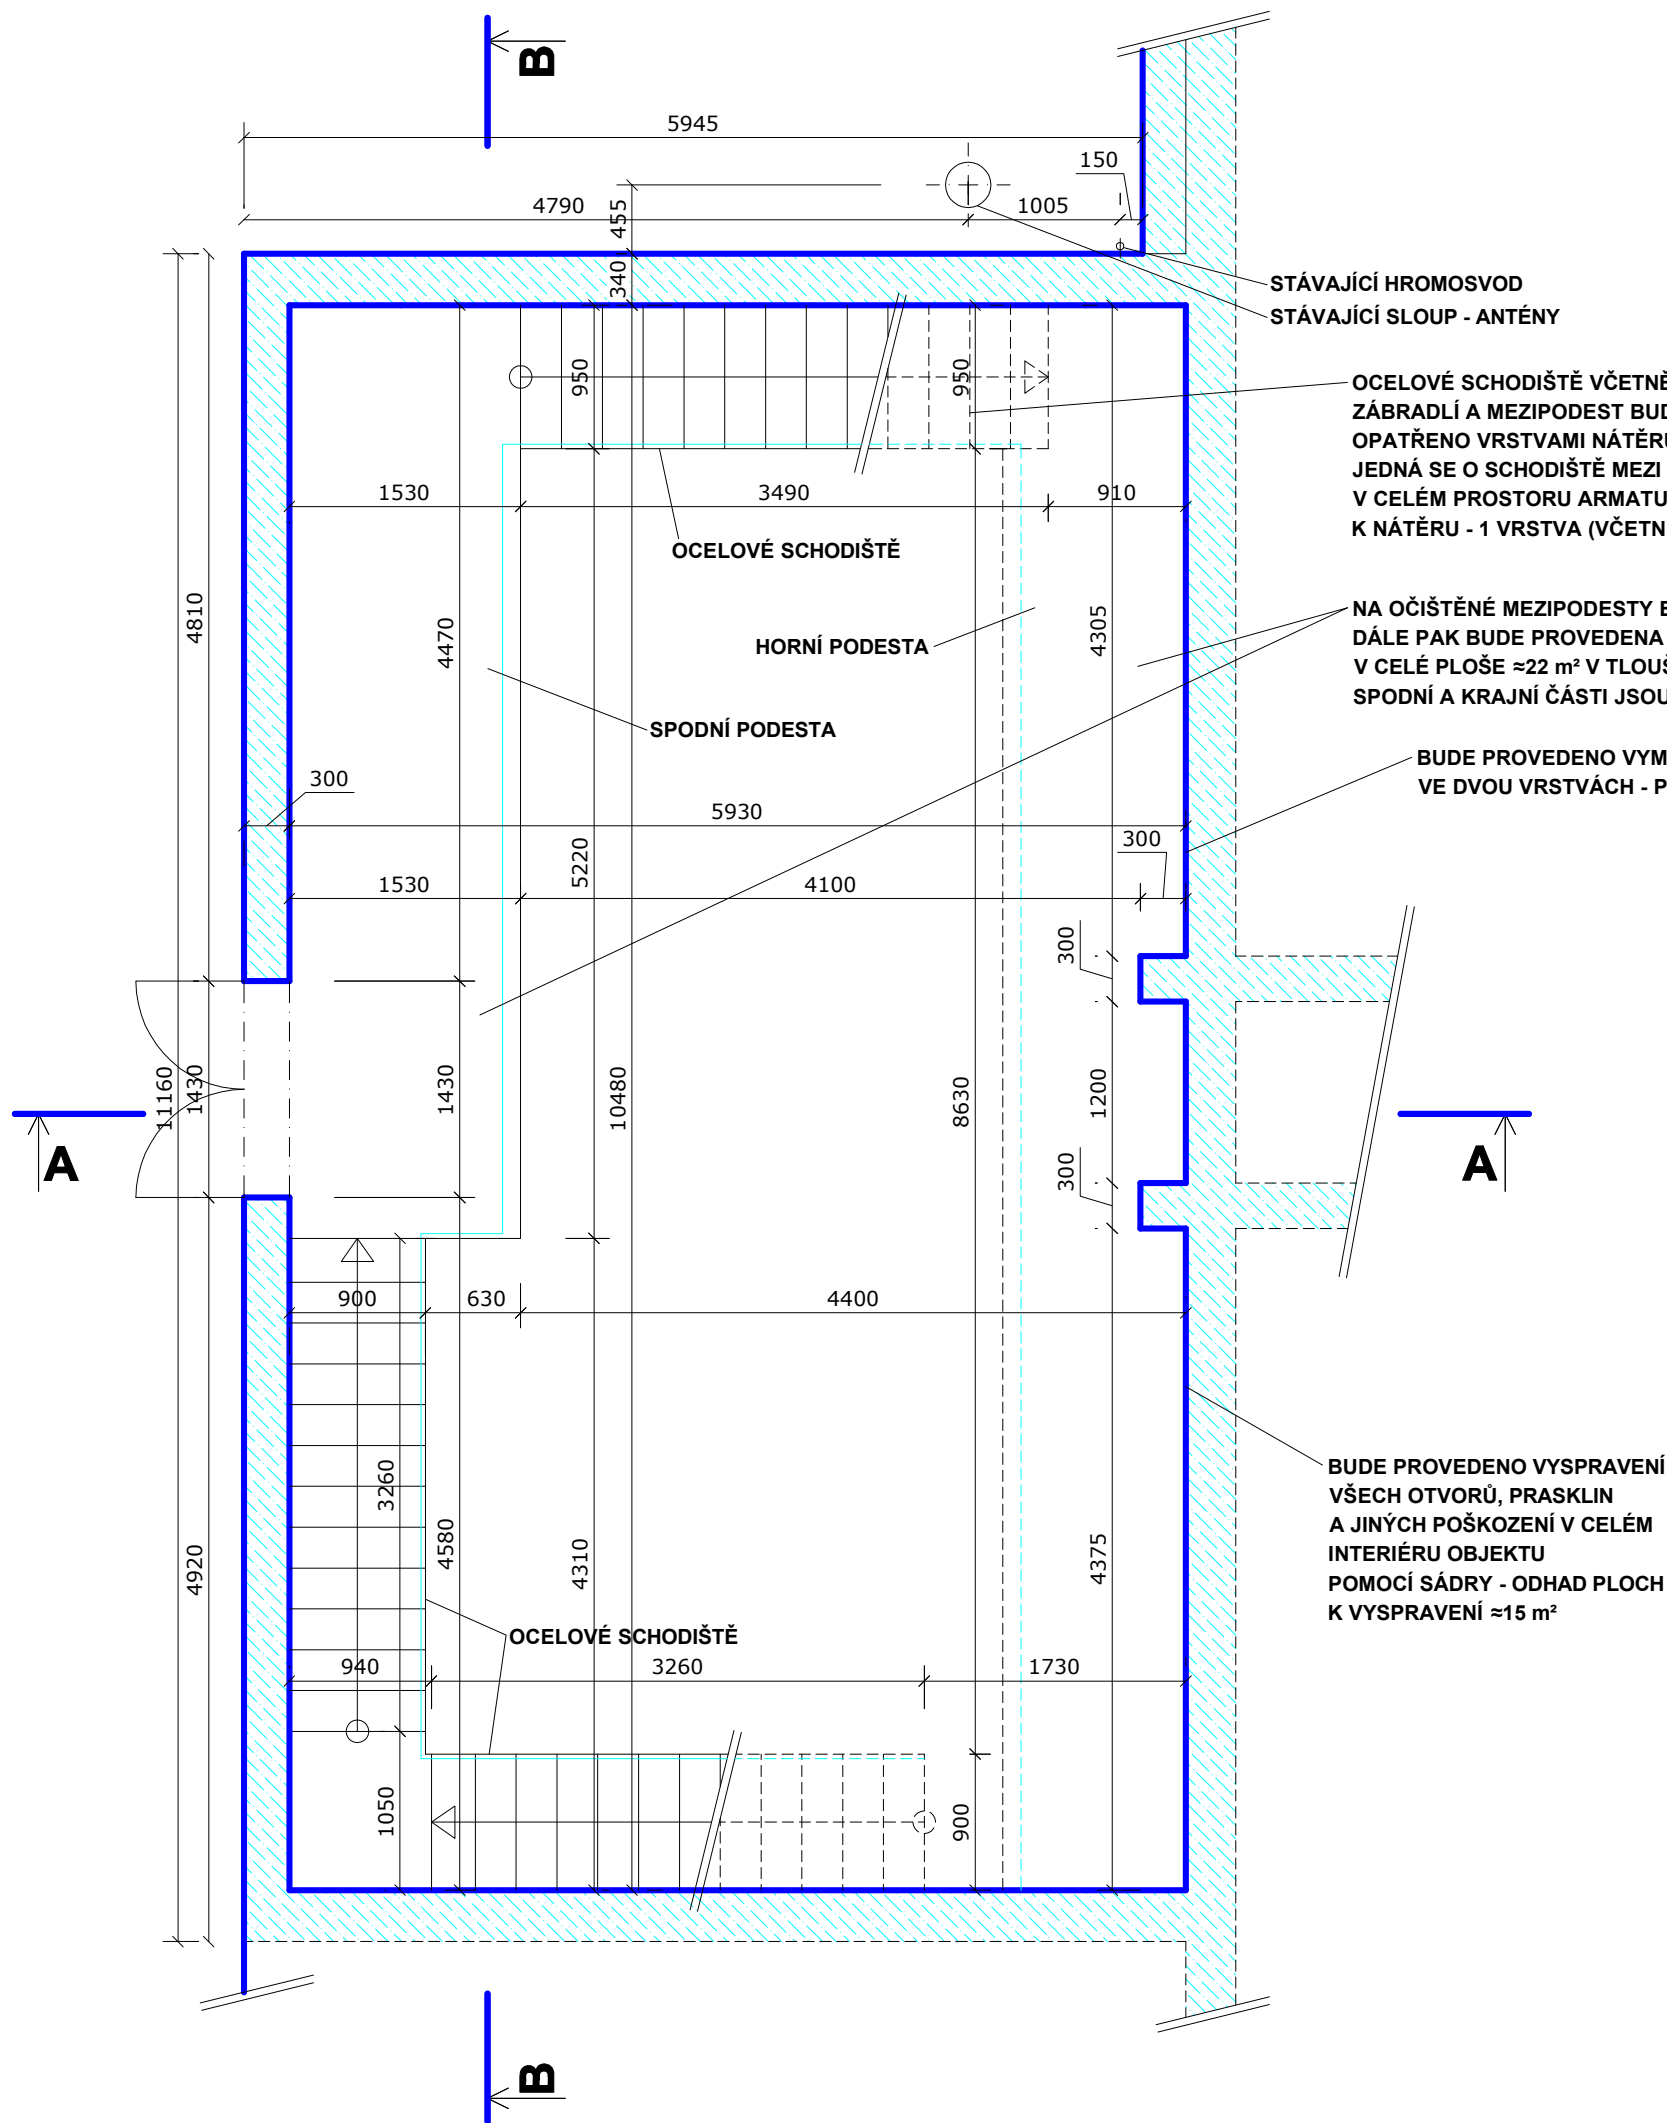 B
5945
150
4790
1005
455
340
STÁVAJÍCÍ HROMOSVOD
STÁVAJÍCÍ SLOUP - ANTÉNY
950
950
OCELOVÉ SCHODIŠTĚ VČETNĚ
ZÁBRADLÍ A MEZIPODEST BUD
OPATŘENO VRSTVAMI NÁTĚRU
JEDNÁ SE O SCHODIŠTĚ MEZI
V CELÉM PROSTORU ARMATU
K NÁTĚRU - 1 VRSTVA (VČETN
1530
3490
910
OCELOVÉ SCHODIŠTĚ
4810
4470
4305
HORNÍ PODESTA
NA OČIŠTĚNÉ MEZIPODESTY B
DÁLE PAK BUDE PROVEDENA
V CELÉ PLOŠE ≈22 m² V TLOUŠ
SPODNÍ A KRAJNÍ ČÁSTI JSOU
SPODNÍ PODESTA
BUDE PROVEDENO VYM
VE DVOU VRSTVÁCH - P
300
5930
300
5220
1530
4100
300
11160
1430
1430
10480
8630
1200
A
A
300
900
630
4400
3260
4580
4310
4375
4920
BUDE PROVEDENO VYSPRAVENÍ
VŠECH OTVORŮ, PRASKLIN
A JINÝCH POŠKOZENÍ V CELÉM
INTERIÉRU OBJEKTU
POMOCÍ SÁDRY - ODHAD PLOCH
K VYSPRAVENÍ ≈15 m²
OCELOVÉ SCHODIŠTĚ
940
3260
1730
1050
900
B